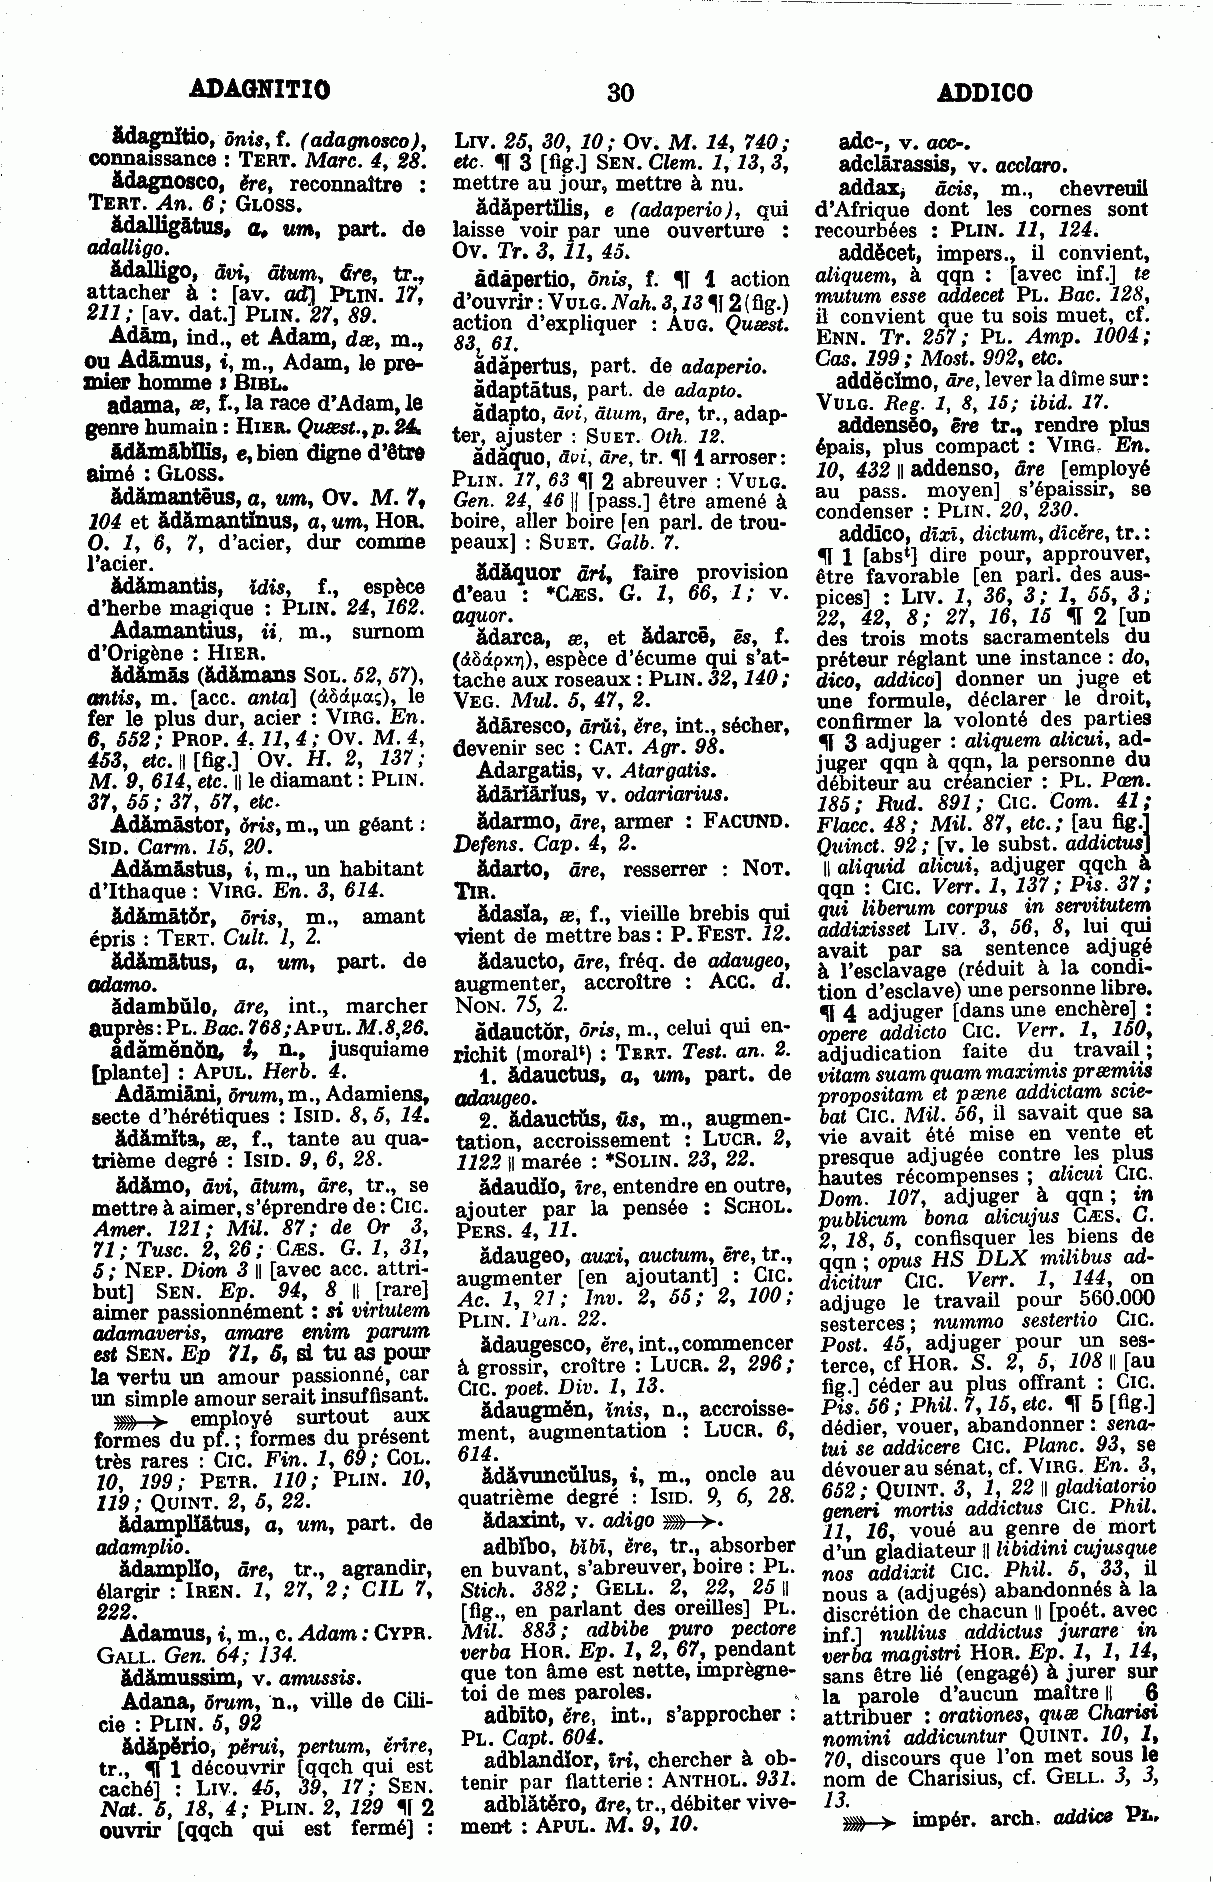 ADAGNITIO
30
ADDICO
ădagnĭtio, ōnis, f. (adagnosco),
connaissance : TERT. Marc. 4, 28.
ădagnosco, ĕre, reconnaître :
TERT. An. 6 ; GLOSS.
ădallĭgātus, a, um, part. de
adalligo.
ădallĭgo, āvi, ātum, āre, tr.,
attacher à : [av. ad] PLIN. 17,
211 ; [av. dat.] PLIN. 27, 89.
Adām, ind., et Adam, dæ, m.,
ou Adāmus, i, m., Adam, le pre-
mier homme : BIBL.
adama, æ, f., la race d'Adam, le
genre humain : HIER. Quæst., p. 24.
ădămābĭlis, e, bien digne d'être
aimé : GLOSS.
ădămantēus, a, um, OV. M. 7,
104 et ădămantĭnus, a, um, HOR.
O. 1, 6, 7, d'acier, dur comme
l'acier.
ădămantis, ĭdis, f., espèce
d'herbe magique : PLIN. 24, 162.
Adamantius, ii, m., surnom
d'Origène : HIER.
ădămās (ădămans SOL. 52, 57),
antis, m. [acc. anta] (ἀδάμας), le
fer le plus dur, acier : VIRG. En.
6, 552 ; PROP. 4, 11, 4 ; OV. M. 4,
453, etc. || [fig.] OV. H. 2, 137 ;
M. 9, 614, etc. || le diamant : PLIN.
37, 55 ; 37, 57, etc.
Adămāstor, ŏris, m., un géant :
SID. Carm. 15, 20.
Adămāstus, i, m., un habitant
d'Ithaque : VIRG. En. 3, 614.
ădămātŏr, ōris, m., amant
épris : TERT. Cult. 1, 2.
ădămātus, a, um, part. de
adamo.
ădambŭlo, āre, int., marcher
auprès : PL. Bac. 768 ; APUL. M. 8, 26.
ădămĕnŏn, i, n., jusquiame
[plante] : APUL. Herb. 4.
Adāmiāni, ōrum, m., Adamiens,
secte d'hérétiques : ISID. 8, 5, 14.
ădămĭta, æ, f., tante au qua-
trième degré : ISID. 9, 6, 28.
ădămo, āvi, ātum, āre, tr., se
mettre à aimer, s'éprendre de : CIC.
Amer. 121 ; Mil. 87 ; de Or 3,
71 ; Tusc. 2, 26 ; CÆS. G. 1, 31,
5 ; NEP. Dion 3 || [avec acc. attri-
but] SEN. Ep. 94, 8 || [rare]
aimer passionnément : si virtutem
adamaveris, amare enim parum
est SEN. Ep 71, 5, si tu as pour
la vertu un amour passionné, car
un simple amour serait insuffisant.
employé surtout aux
formes du pf. ; formes du présent
très rares : CIC. Fin. 1, 69 ; COL.
10, 199 ; PETR. 110 ; PLIN. 10,
119 ; QUINT. 2, 5, 22.
ădamplĭātus, a, um, part. de
adamplio.
ădamplĭo, āre, tr., agrandir,
élargir : IREN. 1, 27, 2 ; CIL 7,
222.
Adamus, i, m., c. Adam : CYPR.
GALL. Gen. 64 ; 134.
ădămussim, v. amussis.
Adana, ōrum, n., ville de Cili-
cie : PLIN. 5, 92
ădăpĕrio, pĕrui, pertum, ĕrire,
tr., ¶ 1 découvrir [qqch qui est
caché] : LIV. 45, 39, 17 ; SEN.
Nat. 5, 18, 4 ; PLIN. 2, 129 ¶ 2
ouvrir [qqch qui est fermé] :
LIV. 25, 30, 10 ; OV. M. 14, 740 ;
etc. ¶ 3 [fig.] SEN. Clem. 1, 13, 3,
mettre au jour, mettre à nu.
ădăpertĭlis, e (adaperio), qui
laisse voir par une ouverture :
OV. Tr. 3, 11, 45.
ădăpertio, ōnis, f. ¶ 1 action
d'ouvrir : VULG. Nah. 3, 13 ¶ 2 (fig.)
action d'expliquer : AUG. Quæst.
83, 61.
ădăpertus, part. de adaperio.
ădaptātus, part. de adapto.
ădapto, āvi, ātum, āre, tr., adap-
ter, ajuster : SUET. Oth. 12.
ădăquo, āvi, āre, tr. ¶ 1 arroser :
PLIN. 17, 63 ¶ 2 abreuver : VULG.
Gen. 24, 46 || [pass.] être amené à
boire, aller boire [en parl. de trou-
peaux] : SUET. Galb. 7.
ădăquor āri, faire provision
d'eau : *CÆS. G. 1, 66, 1 ; v.
aquor.
ădarca, æ, et ădarcē, ēs, f.
(ἀδάρκη), espèce d'écume qui s'at-
tache aux roseaux : PLIN. 32, 140 ;
VEG. Mul. 5, 47, 2.
ădāresco, ārŭi, ĕre, int., sécher,
devenir sec : CAT. Agr. 98.
Adargatis, v. Atargatis.
ădārĭārĭus, v. odariarius.
ădarmo, āre, armer : FACUND.
Defens. Cap. 4, 2.
ădarto, āre, resserrer : NOT.
TIR.
ădasĭa, æ, f., vieille brebis qui
vient de mettre bas : P. FEST. 12.
ădaucto, āre, fréq. de adaugeo,
augmenter, accroître : ACC. d.
NON. 75, 2.
ădauctŏr, ōris, m., celui qui en-
richit (moralt) : TERT. Test. an. 2.
1. ădauctus, a, um, part. de
adaugeo.
2. ădauctŭs, ūs, m., augmen-
tation, accroissement : LUCR. 2,
1122 || marée : *SOLIN. 23, 22.
ădaudĭo, īre, entendre en outre,
ajouter par la pensée : SCHOL.
PERS. 4, 11.
ădaugeo, auxi, auctum, ēre, tr.,
augmenter [en ajoutant] : CIC.
Ac. 1, 21 ; Inv. 2, 55 ; 2, 100 ;
PLIN. Pan. 22.
ădaugesco, ĕre, int., commencer
à grossir, croître : LUCR. 2, 296 ;
CIC. poet. Div. 1, 13.
ădaugmĕn, ĭnis, n., accroisse-
ment, augmentation : LUCR. 6,
614.
ădăvuncŭlus, i, m., oncle au
quatrième degré : ISID. 9, 6, 28.
ădaxint, v. adigo.
adbĭbo, bĭbī, ĕre, tr., absorber
en buvant, s'abreuver, boire : PL.
Stich. 382 ; GELL. 2, 22, 25 ||
[fig., en parlant des oreilles] PL.
Mil. 883 ; adbibe puro pectore
verba HOR. Ep. 1, 2, 67, pendant
que ton âme est nette, imprègne-
toi de mes paroles.
adbīto, ĕre, int., s'approcher :
PL. Capt. 604.
adblandĭor, īri, chercher à ob-
tenir par flatterie : ANTHOL. 931.
adblătĕro, āre, tr., débiter vive-
ment : APUL. M. 9, 10.
adc-, v. acc-.
adclārassis, v. acclaro.
addax, ācis, m., chevreuil
d'Afrique dont les cornes sont
recourbées : PLIN. 11, 124.
addĕcet, impers., il convient,
aliquem, à qqn : [avec inf.] te
mutum esse addecet PL. Bac. 128,
il convient que tu sois muet, cf.
ENN. Tr. 257 ; PL. Amp. 1004 ;
Cas. 199 ; Most. 902, etc.
addĕcĭmo, āre, lever la dîme sur :
VULG. Reg. 1, 8, 15 ; ibid. 17.
addensĕo, ēre tr., rendre plus
épais, plus compact : VIRG. En.
10, 432 || addenso, āre [employé
au pass. moyen] s'épaissir, se
condenser : PLIN. 20, 230.
addico, dīxī, dictum, dīcĕre, tr. :
¶ 1 [abst] dire pour, approuver,
être favorable [en parl. des aus-
pices] : LIV. 1, 36, 3 ; 1, 55, 3 ;
22, 42, 8 ; 27, 16, 15 ¶ 2 [un
des trois mots sacramentels du
préteur réglant une instance : do,
dico, addico] donner un juge et
une formule, déclarer le droit,
confirmer la volonté des parties
¶ 3 adjuger : aliquem alicui, ad-
juger qqn à qqn, la personne du
débiteur au créancier : PL. Pœn.
185 ; Rud. 891 ; CIC. Com. 41 ;
Flacc. 48 ; Mil. 87, etc. ; [au fig.]
Quinct. 92 ; [v. le subst. addictus]
|| aliquid alicui, adjuger qqch à
qqn : CIC. Verr. 1, 137 ; Pis. 37 ;
qui liberum corpus in servitutem
addixisset LIV. 3, 56, 8, lui qui
avait par sa sentence adjugé
à l'esclavage (réduit à la condi-
tion d'esclave) une personne libre.
¶ 4 adjuger [dans une enchère] :
opere addicto CIC. Verr. 1, 150,
adjudication faite du travail ;
vitam suam quam maximis præmiis
propositam et pæne addictam scie-
bat CIC. Mil. 56, il savait que sa
vie avait été mise en vente et
presque adjugée contre les plus
hautes récompenses ; alicui CIC.
Dom. 107, adjuger à qqn ; in
publicum bona alicujus CÆS. C.
2, 18, 5, confisquer les biens de
qqn ; opus HS DLX milibus ad-
dicitur CIC. Verr. 1, 144, on
adjuge le travail pour 560.000
sesterces ; nummo sestertio CIC.
Post. 45, adjuger pour un ses-
terce, cf HOR. S. 2, 5, 108 || [au
fig.] céder au plus offrant : CIC.
Pis. 56 ; Phil. 7, 15, etc. ¶ 5 [fig.]
dédier, vouer, abandonner : sena-
tui se addicere CIC. Planc. 93, se
dévouer au sénat, cf. VIRG. En. 3,
652 ; QUINT. 3, 1, 22 || gladiatorio
generi mortis addictus CIC. Phil.
11, 16, voué au genre de mort
d'un gladiateur || libidini cujusque
nos addixit CIC. Phil. 5, 33, il
nous a (adjugés) abandonnés à la
discrétion de chacun || [poét. avec
inf.] nullius addictus jurare in
verba magistri HOR. Ep. 1, 1, 14,
sans être lié (engagé) à jurer sur
la parole d'aucun maître || 6
attribuer : orationes, quæ Charisi
nomini addicuntur QUINT. 10, 1,
70, discours que l'on met sous le
nom de Charisius, cf. GELL. 3, 3,
13.
impér. arch. addice PL.